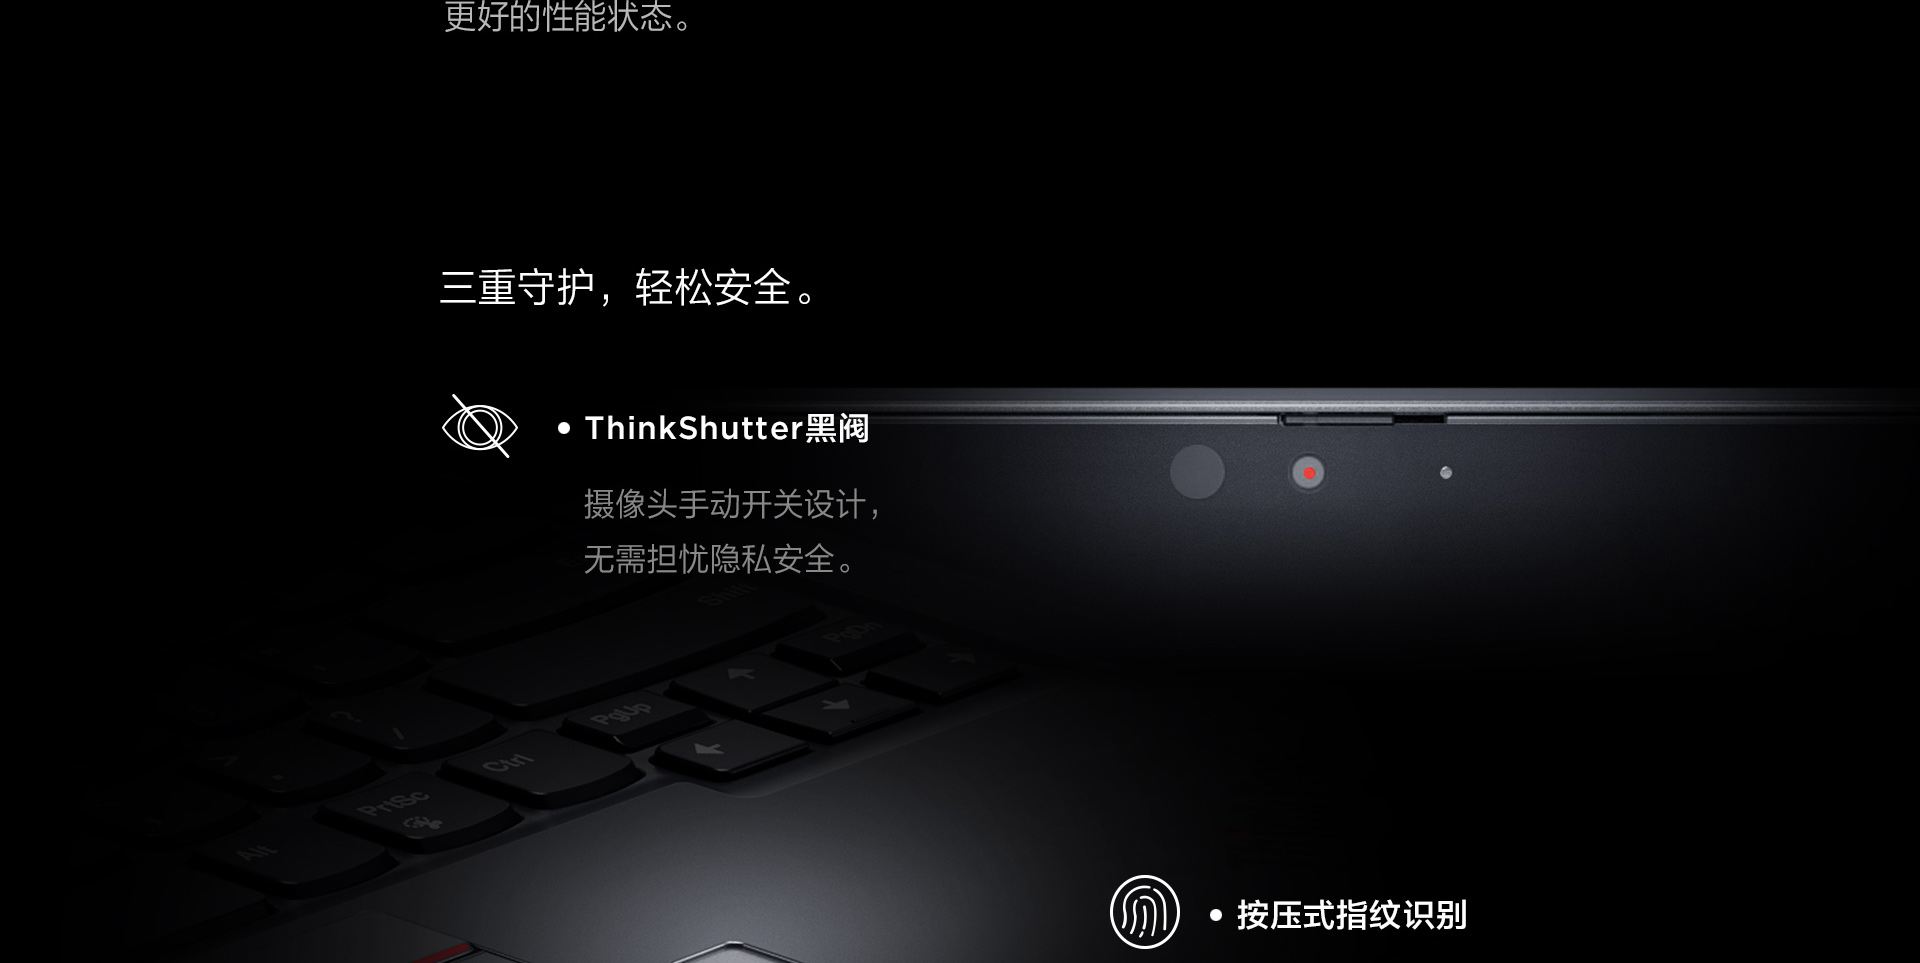 更好的性能状态。
三重守护，轻松安全。
• ThinkShutter黑阀
摄像头手动开关设计，
无需担忧隐私安全。
Shift
PgDn
PgUp
Ctrl
PrtSc
Alt
• 按压式指纹识别